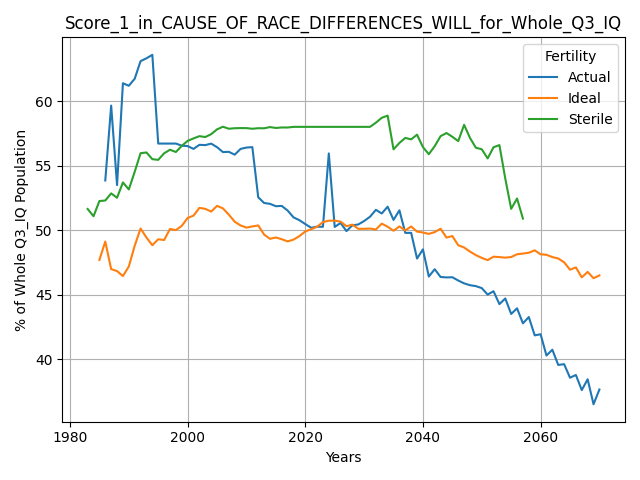 Score_1_in_CAUSE_OF_RACE_DIFFERENCES_WILL_for_Whole_Q3_IQ
Fertility
Actual
Ideal
Sterile
% of Whole Q3_IQ Population
60
55
50
45
40
1980
2000
2020
2040
2060
Years